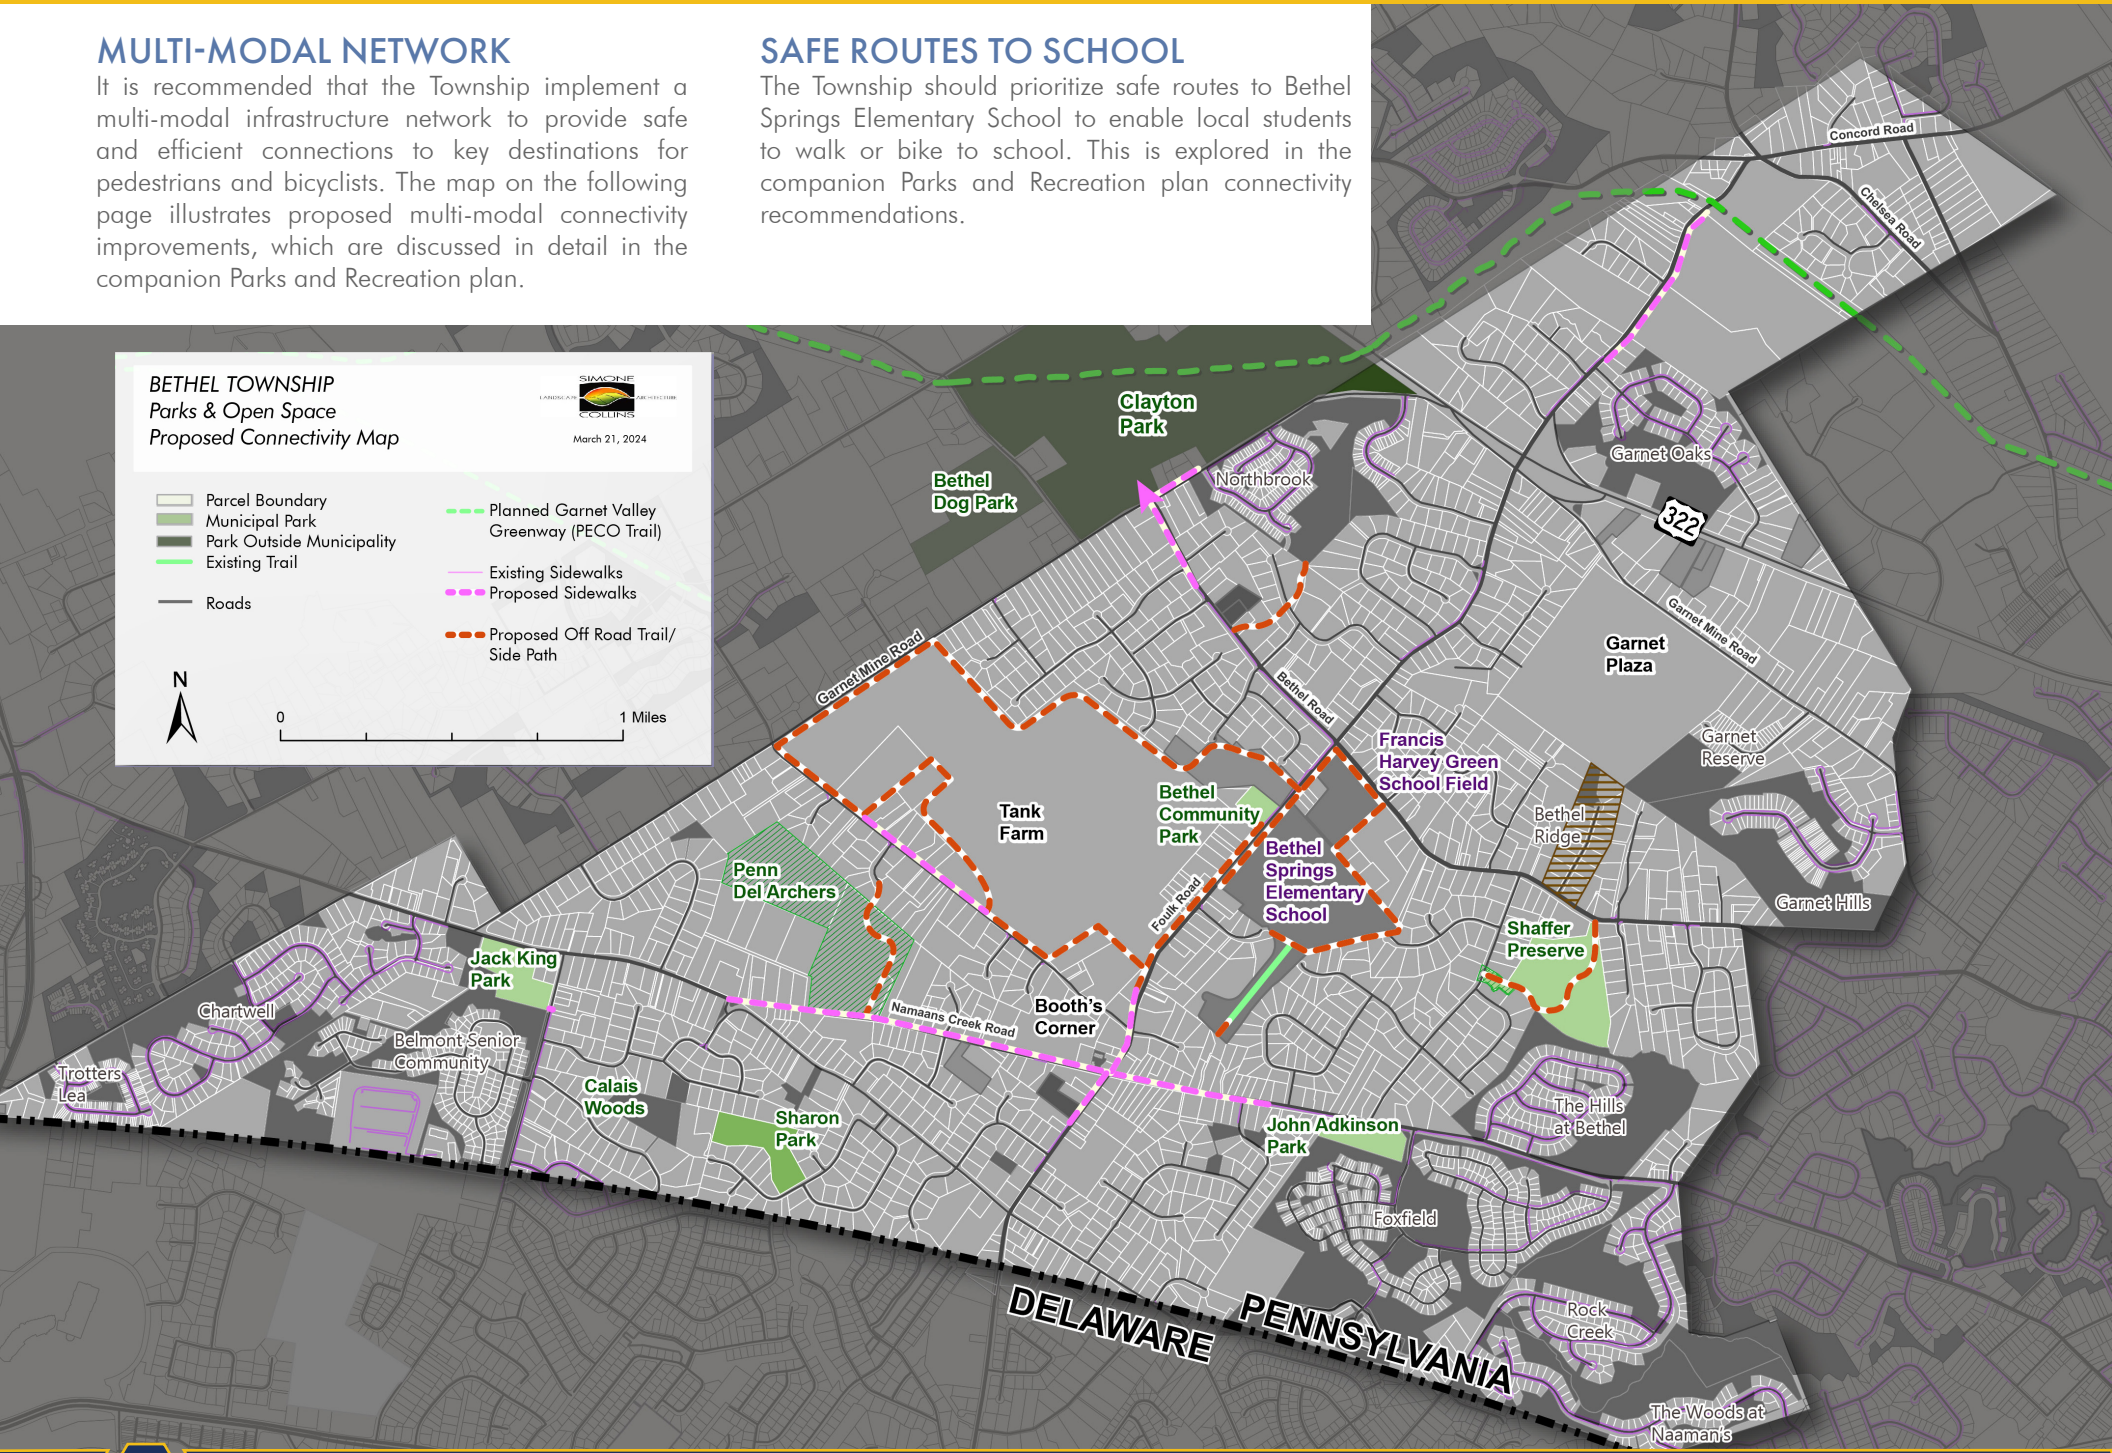 MULTI-MODAL NETWORK
It is recommended that the Township implement a
multi-modal infrastructure network to provide safe
and efficient connections to key destinations for
pedestrians and bicyclists. The map on the following
page illustrates proposed multi-modal connectivity
improvements, which are discussed in detail in the
companion Parks and Recreation plan.
SAFE ROUTES TO SCHOOL
The Township should prioritize safe routes to Bethel
Springs Elementary School to enable local students
to walk or bike to school. This is explored in the
companion Parks and Recreation plan connectivity
recommendations.
BETHEL TOWNSHIP
Parks & Open Space
Proposed Connectivity Map
SIMONE
LANDSCAPE ARCHITECTURE
COLLINS
March 21, 2024
Parcel Boundary
Municipal Park
Park Outside Municipality
Existing Trail
Roads
Planned Garnet Valley
Greenway (PECO Trail)
Existing Sidewalks
Proposed Sidewalks
Proposed Off Road Trail/
Side Path
N
0
1 Miles
Concord Road
Chelsea Road
Clayton
Park
Bethel
Dog Park
Northbrook
Garnet Oaks
322
Garnet Mine Road
Garnet Mine Road
Garnet
Plaza
Bethel Road
Garnet
Reserve
Francis
Harvey Green
School Field
Bethel
Community
Park
Tank
Farm
Bethel
Ridge
Bethel
Springs
Elementary
School
Penn
Del Archers
Foulk Road
Garnet Hills
Shaffer
Preserve
Jack King
Park
Chartwell
Booth's
Corner
Namaans Creek Road
Belmont Senior
Community
Trotters
Lea
Calais
Woods
Sharon
Park
John Adkinson
Park
The Hills
at Bethel
Foxfield
Rock
Creek
DELAWARE
PENNSYLVANIA
The Woods at
Naaman's